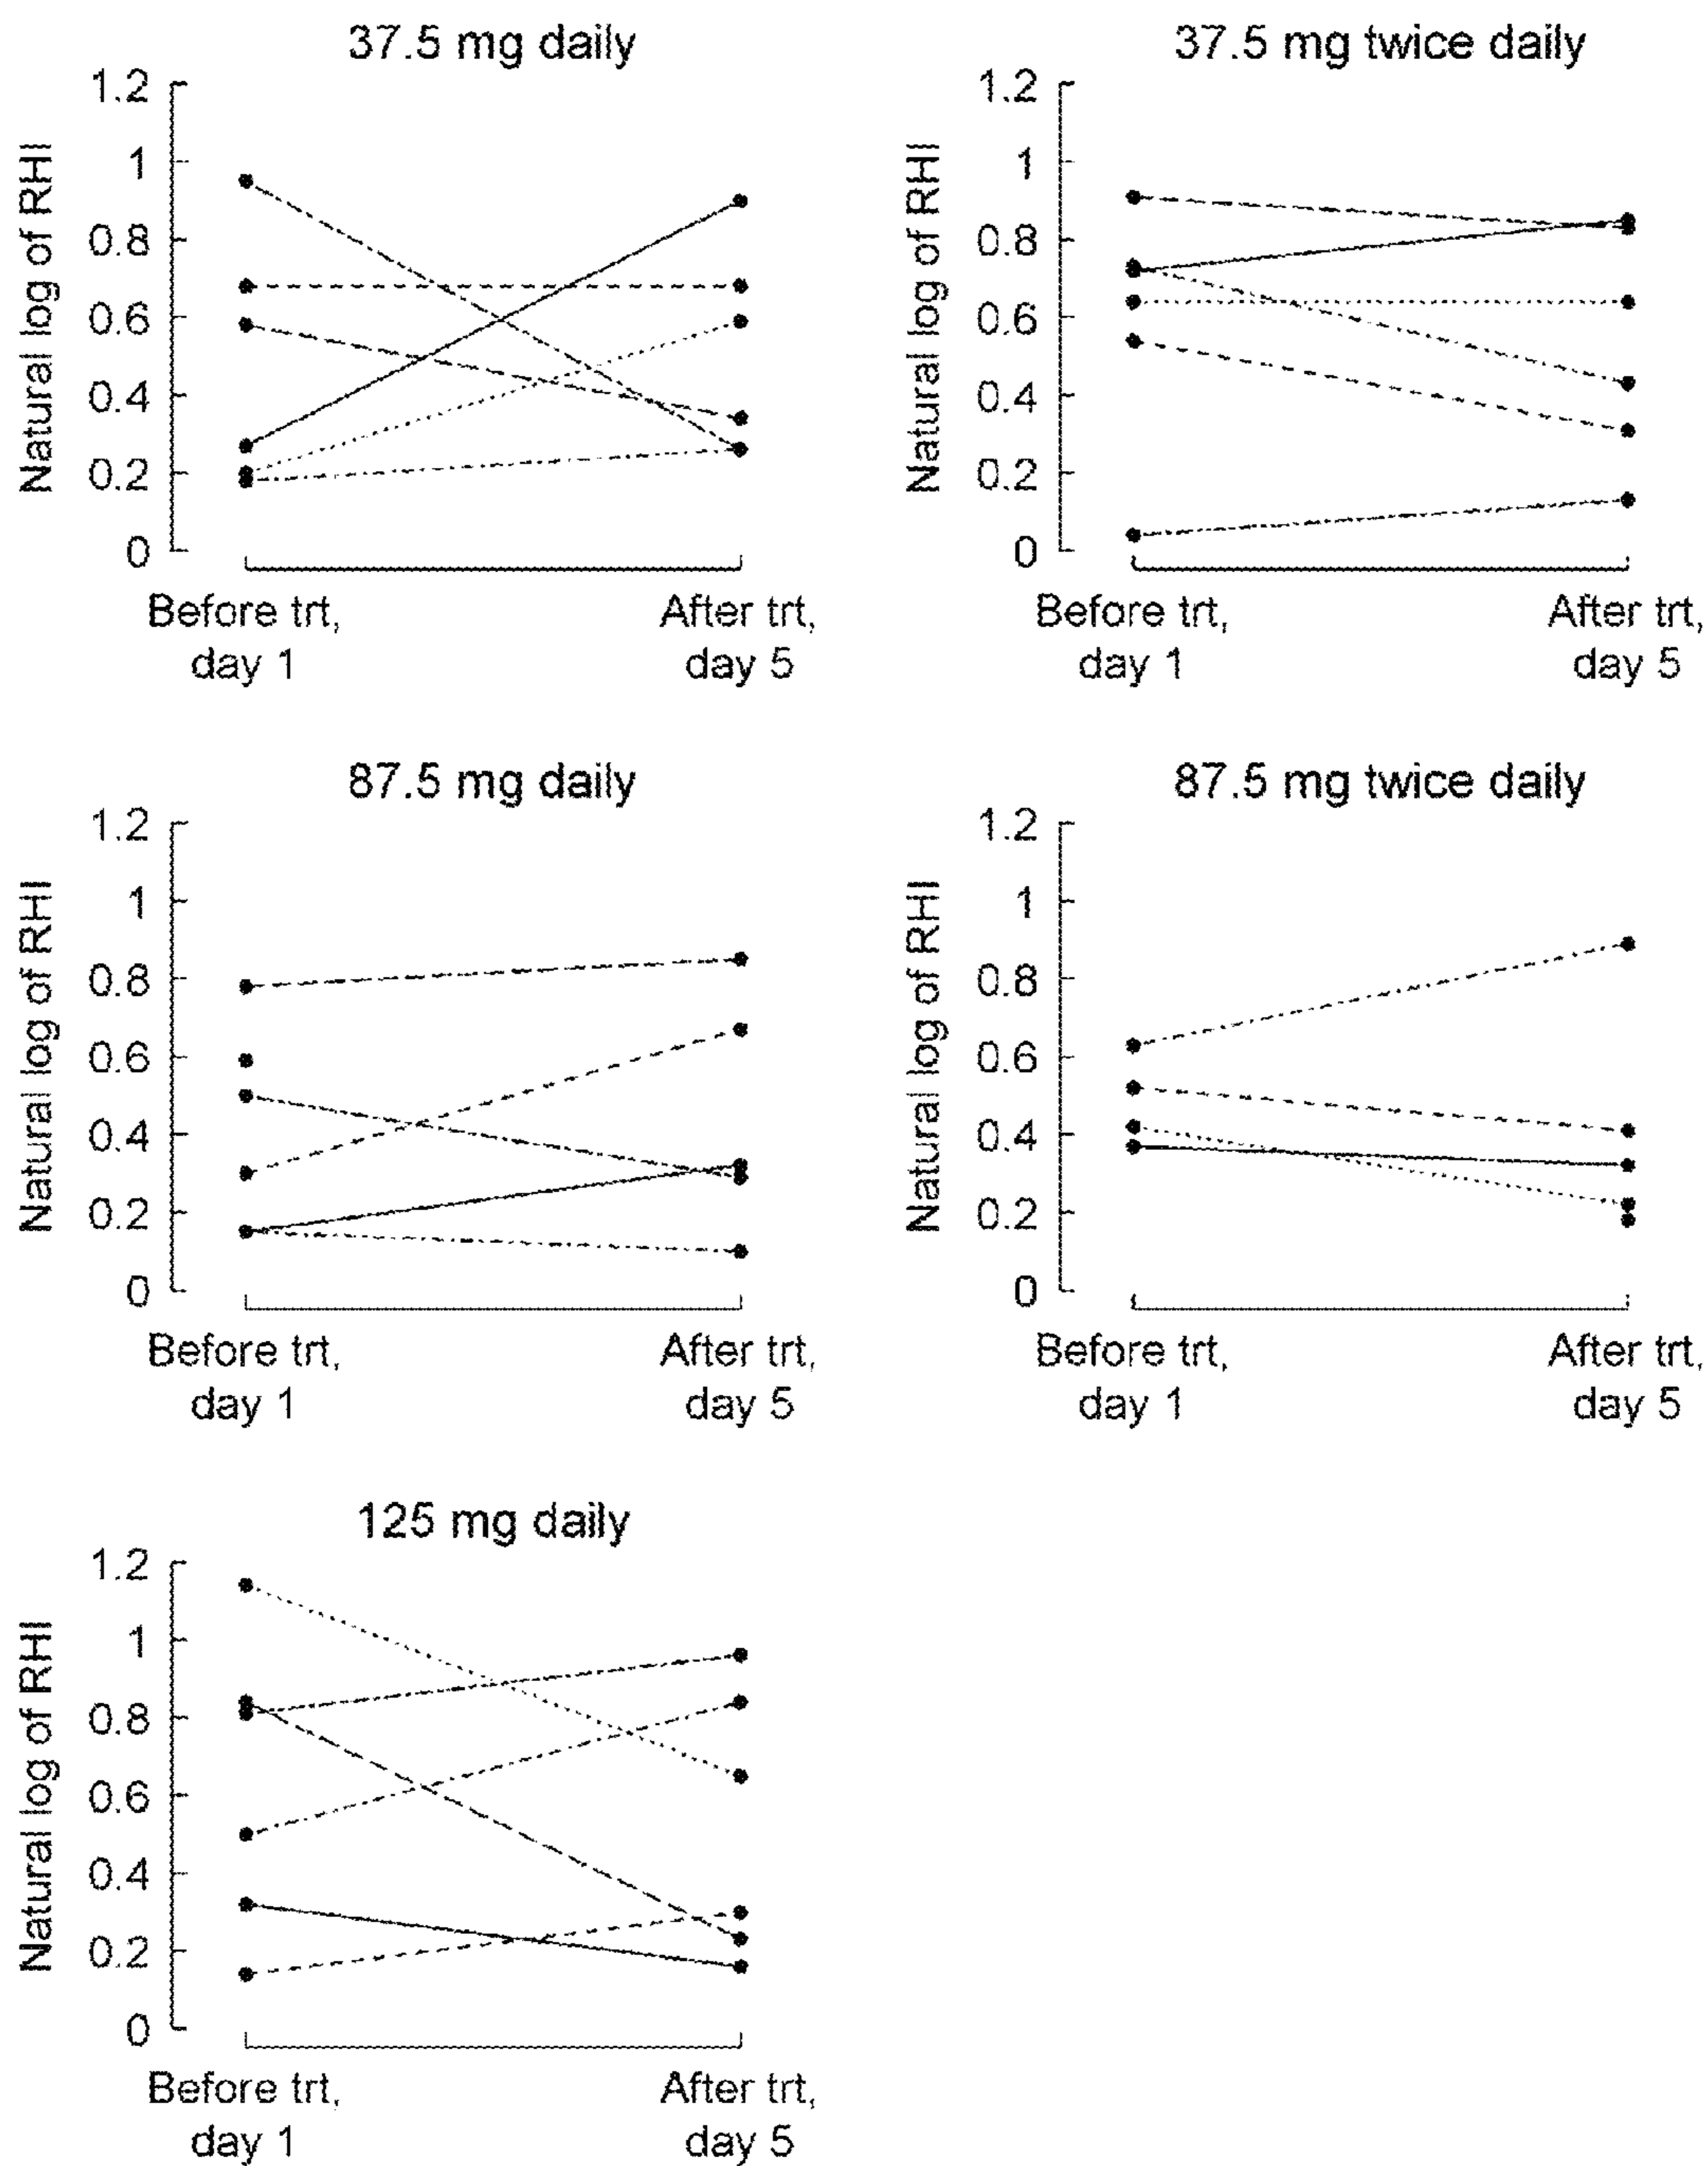 37.5 mg daily
1.2
1
0.8
0.6
0.4
0.2
0
Natural log of RHI
Before trt,
day 1
After trt,
day 5
37.5 mg twice daily
1.2
1
0.8
0.6
0.4
0.2
0
Natural log of RHI
Before trt,
day 1
After trt,
day 5
87.5 mg daily
1.2
1
0.8
0.6
0.4
0.2
0
Natural log of RHI
Before trt,
day 1
After trt,
day 5
87.5 mg twice daily
1.2
1
0.8
0.6
0.4
0.2
0
Natural log of RHI
Before trt,
day 1
After trt,
day 5
125 mg daily
1.2
1
0.8
0.6
0.4
0.2
0
Natural log of RHI
Before trt,
day 1
After trt,
day 5